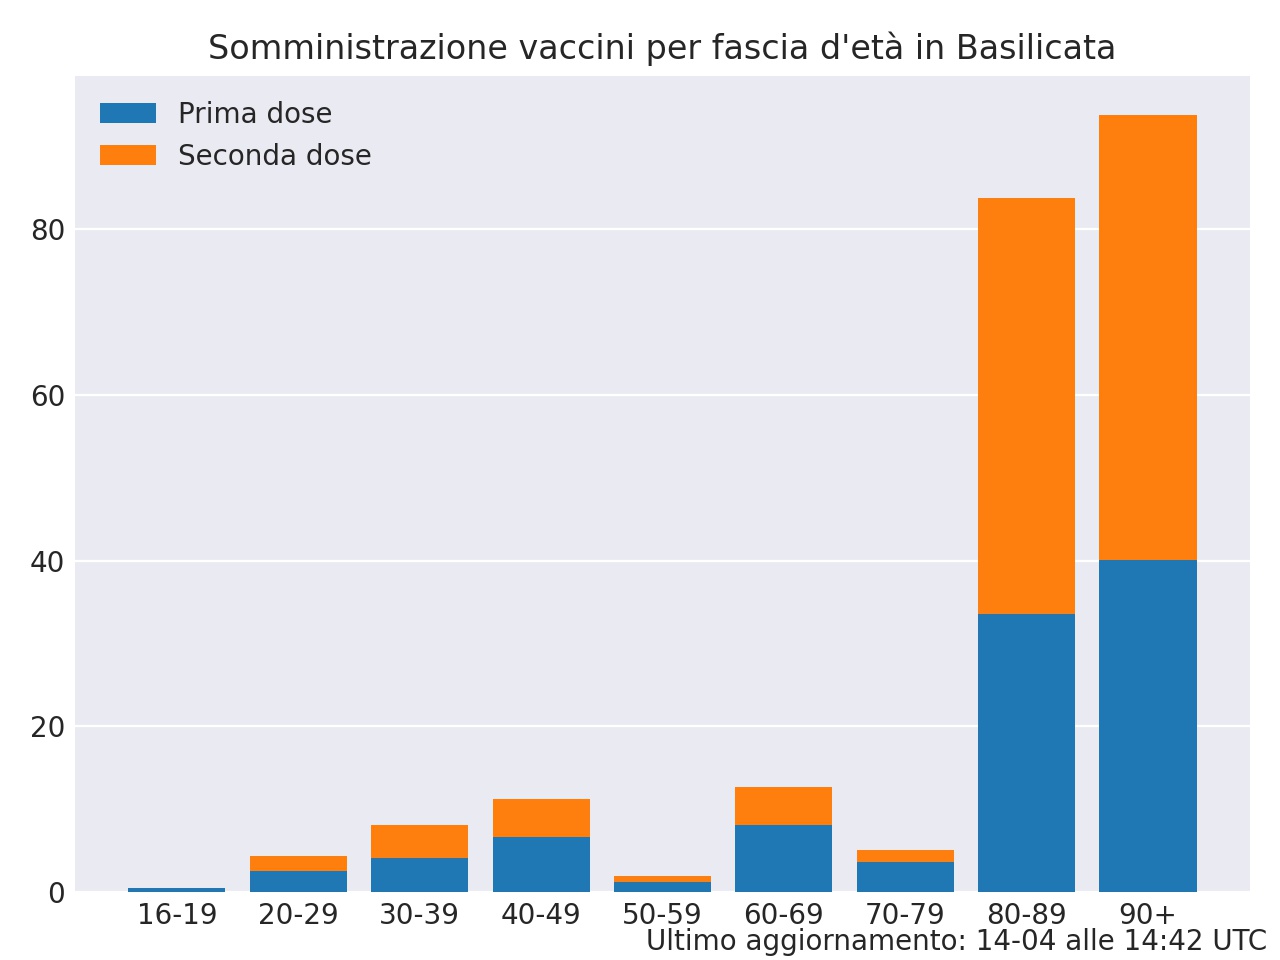 Somministrazione vaccini per fascia d'età in Basilicata
Prima dose
Seconda dose
80
60
40
20
0
16-19 20-29 30-39 40-49 50-59 60-69 70-79 80-89 90+
Ultimo aggiornamento: 14-04 alle 14:42 UTC